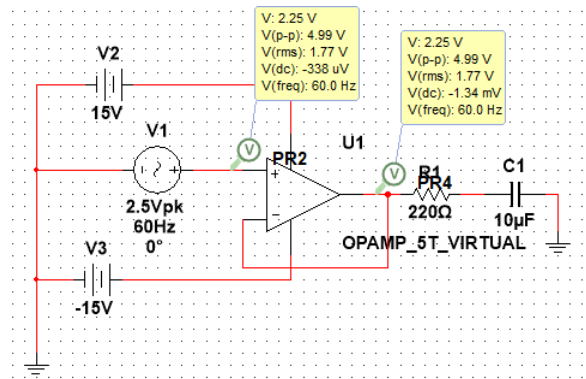 V: 2.25 V
V(p-p): 4.99 V
V(rms): 1.77 V
V(dc): -338 uV
V(freq): 60.0 Hz
V: 2.25 V
V(p-p): 4.99 V
V(rms): 1.77 V
V(dc): -1.34 mV
V(freq): 60.0 Hz
V2
15V
V1
2.5Vpk
60Hz
0°
V
PR2
U1
V
R1
PR4
220Ω
C1
10µF
OPAMP_5T_VIRTUAL
V3
-15V